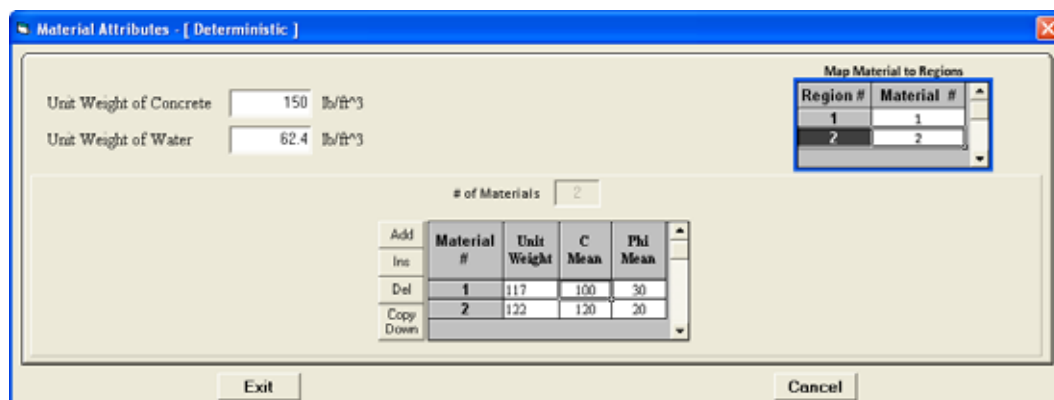 Material Attributes - [ Deterministic ]
Map Material to Regions
Region # Material #
1 1
2 2
Unit Weight of Concrete 150 lb/ft^3
Unit Weight of Water 62.4 lb/ft^3
# of Materials 2
Add
Ins
Del
Copy
Down
Material Unit C Phi
# Weight Mean Mean
1 117 100 30
2 122 120 20
Exit Cancel